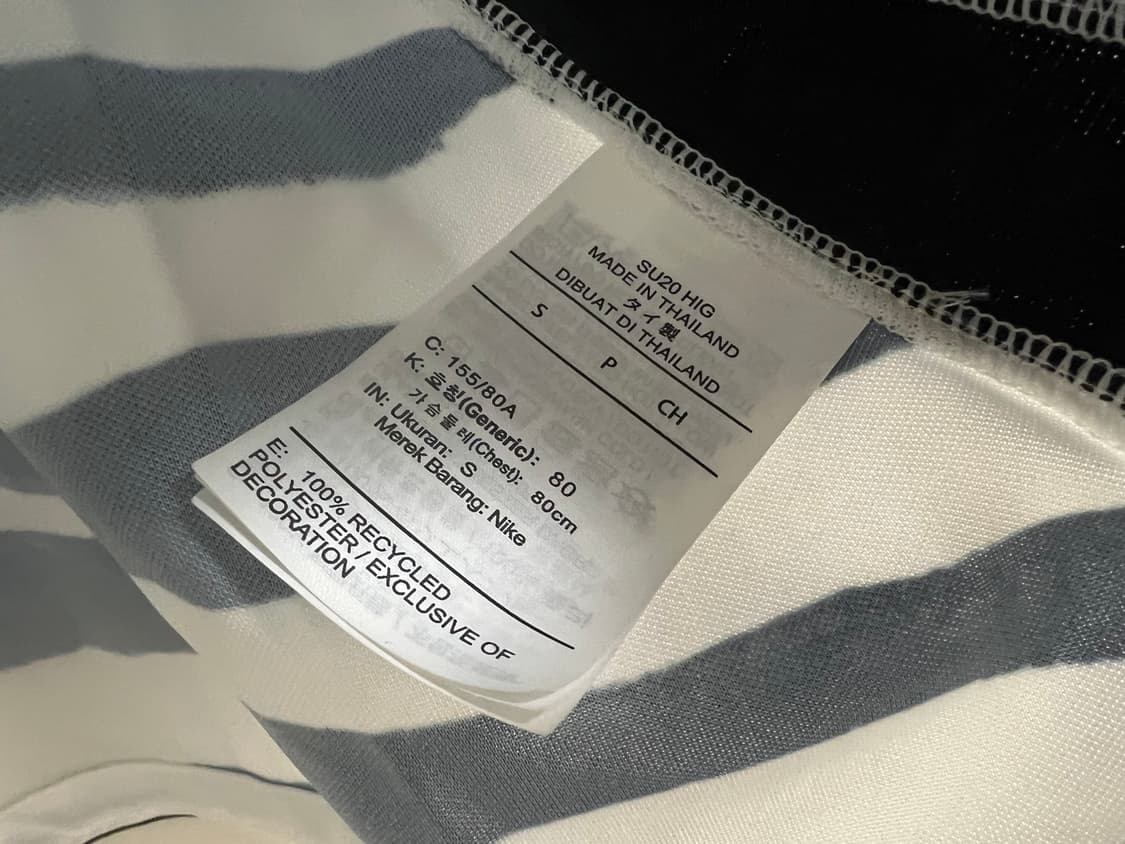 SU20 HIG
MADE IN THAILAND
タイ製
DIBUAT DI THAILAND
S P CH
C: 155/80A
K: 호칭(Generic): 80
가슴둘레(Chest): 80cm
IN: Ukuran: S
Merek Barang: Nike
E: 100% RECYCLED
POLYESTER / EXCLUSIVE OF
DECORATION